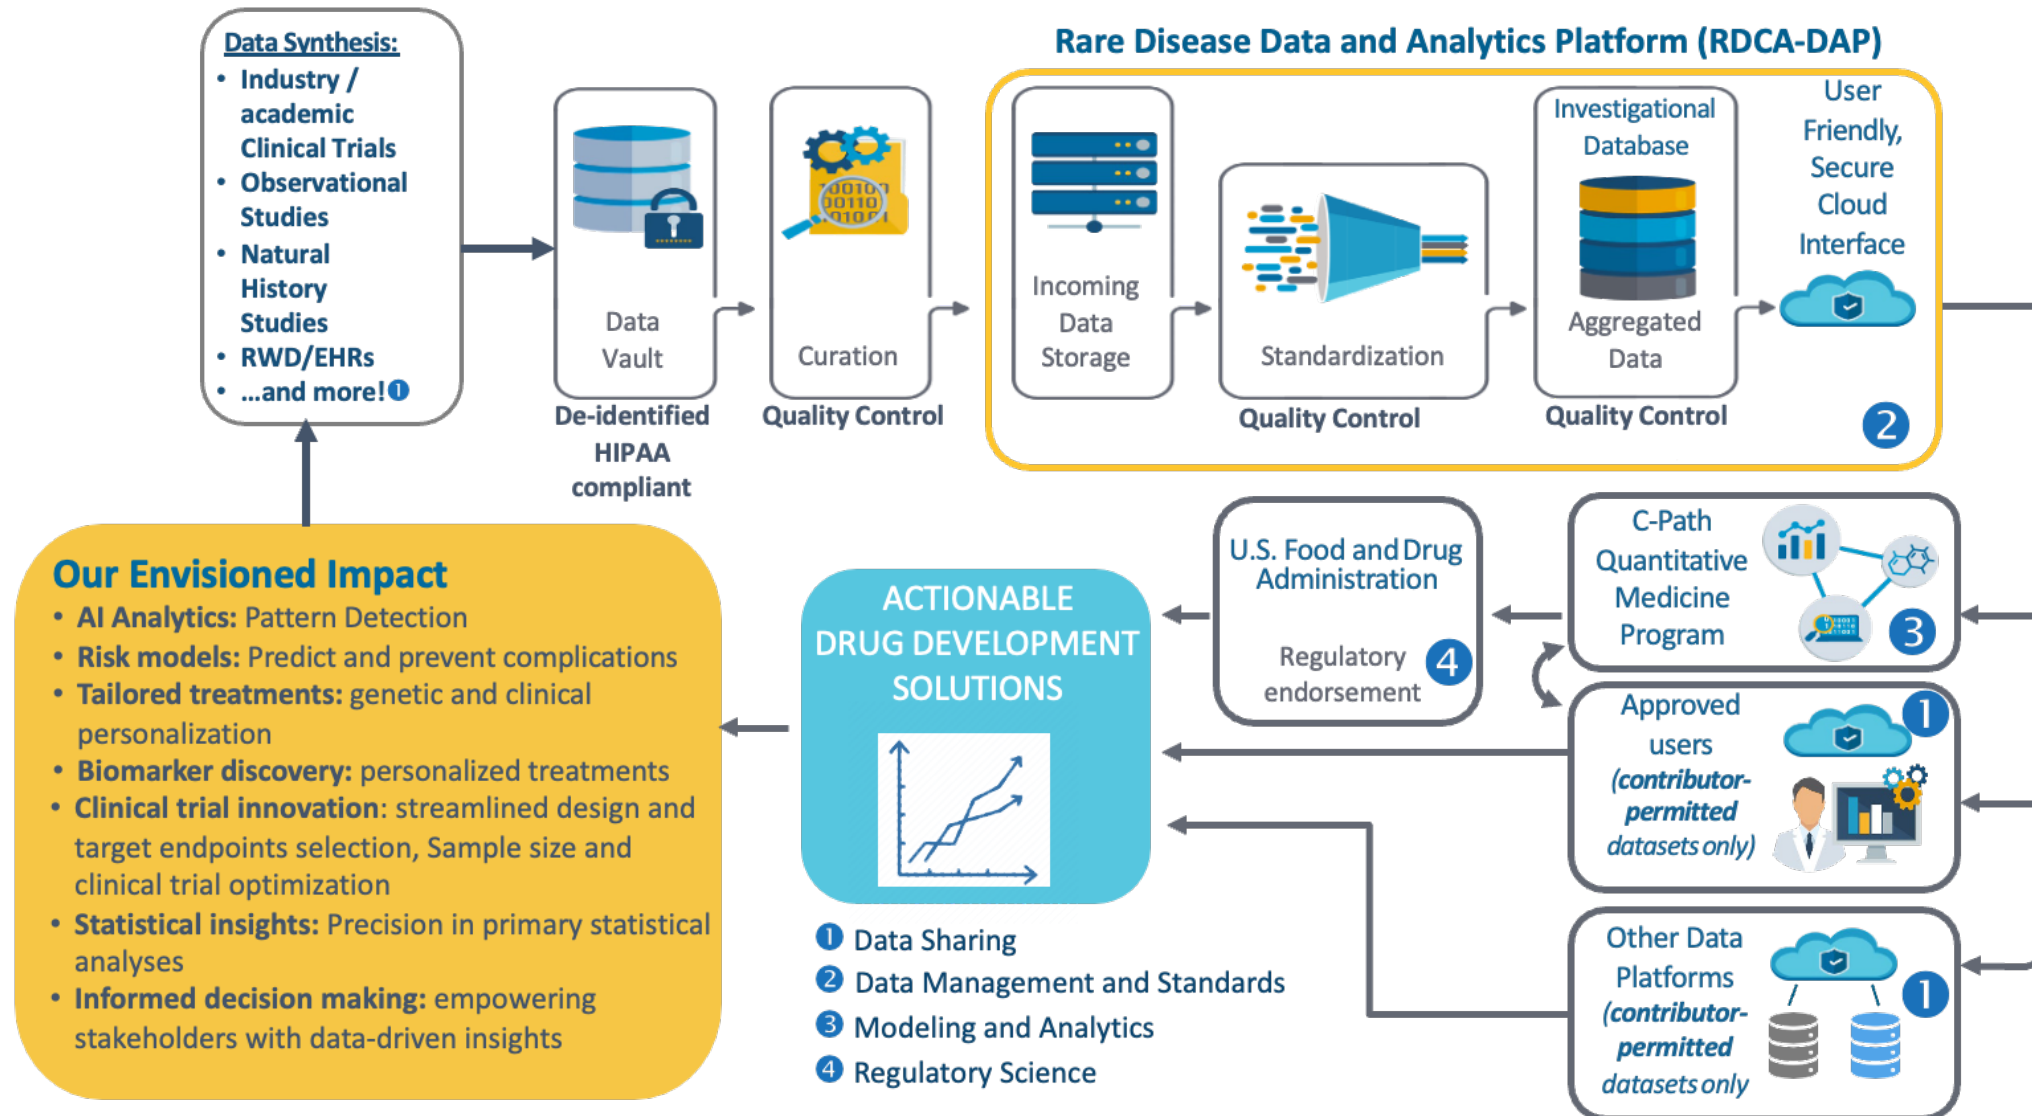 Data Synthesis:
• Industry /
academic
Clinical Trials
• Observational
Studies
• Natural
History
Studies
• RWD/EHRs
• ...and more! 1
Data
Vault
De-identified
HIPAA
compliant
100100
00110
01010 1
Curation
Quality Control
Rare Disease Data and Analytics Platform (RDCA-DAP)
Incoming
Data
Storage
Standardization
Quality Control
Investigational
Database
Aggregated
Data
Quality Control
User
Friendly,
Secure
Cloud
Interface
2
C-Path
Quantitative
Medicine
Program
3
U.S. Food and Drug
Administration
Regulatory
endorsement
4
Approved
users
(contributor-
permitted
datasets only)
1
Other Data
Platforms
(contributor-
permitted
datasets only
1
ACTIONABLE
DRUG DEVELOPMENT
SOLUTIONS
1 Data Sharing
2 Data Management and Standards
3 Modeling and Analytics
4 Regulatory Science
Our Envisioned Impact
• AI Analytics: Pattern Detection
• Risk models: Predict and prevent complications
• Tailored treatments: genetic and clinical
personalization
• Biomarker discovery: personalized treatments
• Clinical trial innovation: streamlined design and
target endpoints selection, Sample size and
clinical trial optimization
• Statistical insights: Precision in primary statistical
analyses
• Informed decision making: empowering
stakeholders with data-driven insights